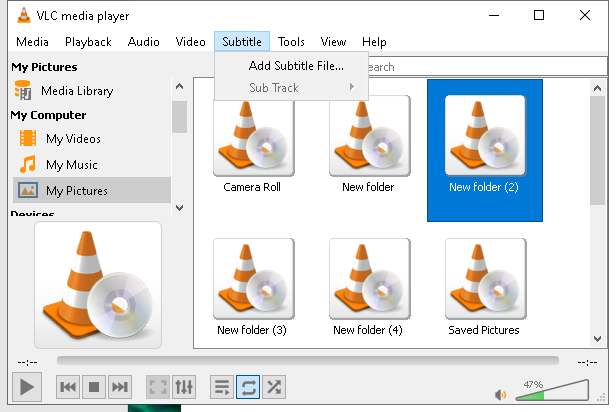 VLC media player
Media Playback Audio Video Subtitle Tools View Help
Add Subtitle File...
Sub Track
My Pictures
Media Library
My Computer
My Videos
My Music
My Pictures
Devices
earch
Camera Roll
New folder
New folder (2)
New folder (3)
New folder (4)
Saved Pictures
--:--
--:--
47%